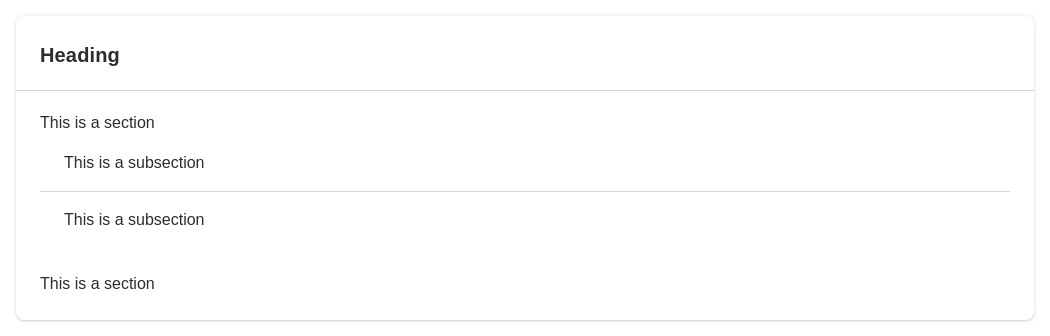 Heading
This is a section
This is a subsection
This is a subsection
This is a section